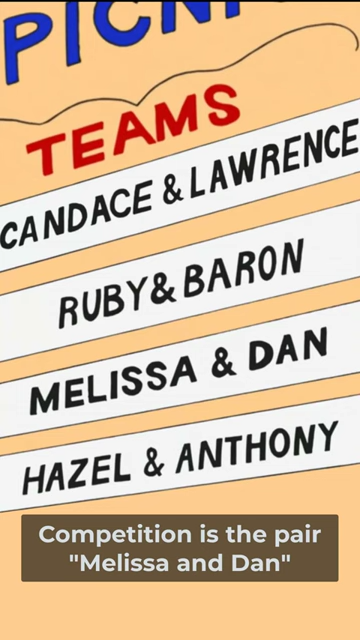 PICNI
TEAMS
CANDACE & LAWRENCE
RUBY & BARON
MELISSA & DAN
HAZEL & ANTHONY
Competition is the pair
"Melissa and Dan"